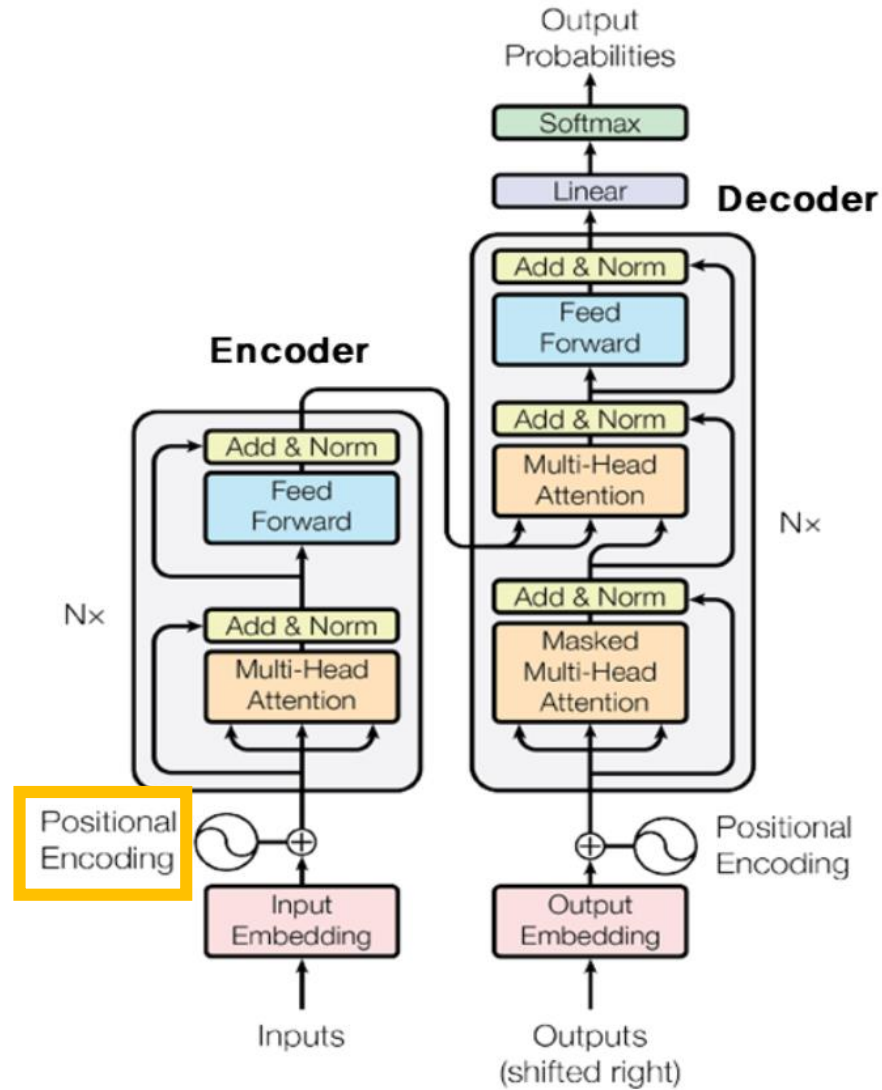 Output
Probabilities
Softmax
Linear
Decoder
Add & Norm
Feed
Forward
Add & Norm
Multi-Head
Attention
Nx
Add & Norm
Masked
Multi-Head
Attention
Positional
Encoding
Output
Embedding
Outputs
(shifted right)
Encoder
Add & Norm
Feed
Forward
Nx
Add & Norm
Multi-Head
Attention
Positional
Encoding
Input
Embedding
Inputs